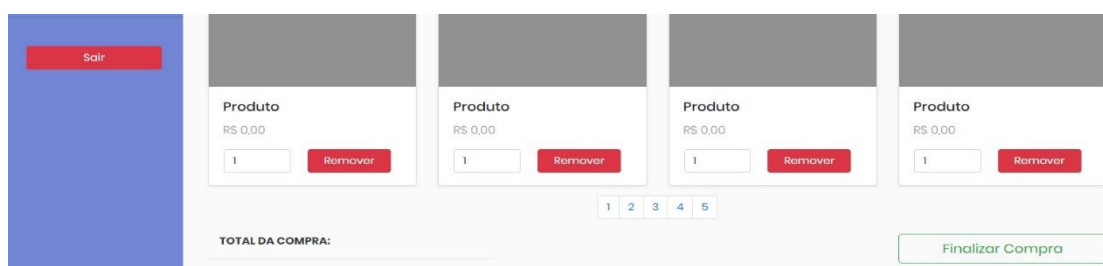 Sair
Produto Produto Produto Produto
R$ 0,00 R$ 0,00 R$ 0,00 R$ 0,00
1 Remover 1 Remover 1 Remover 1 Remover
1 2 3 4 5
TOTAL DA COMPRA:
Finalizar Compra